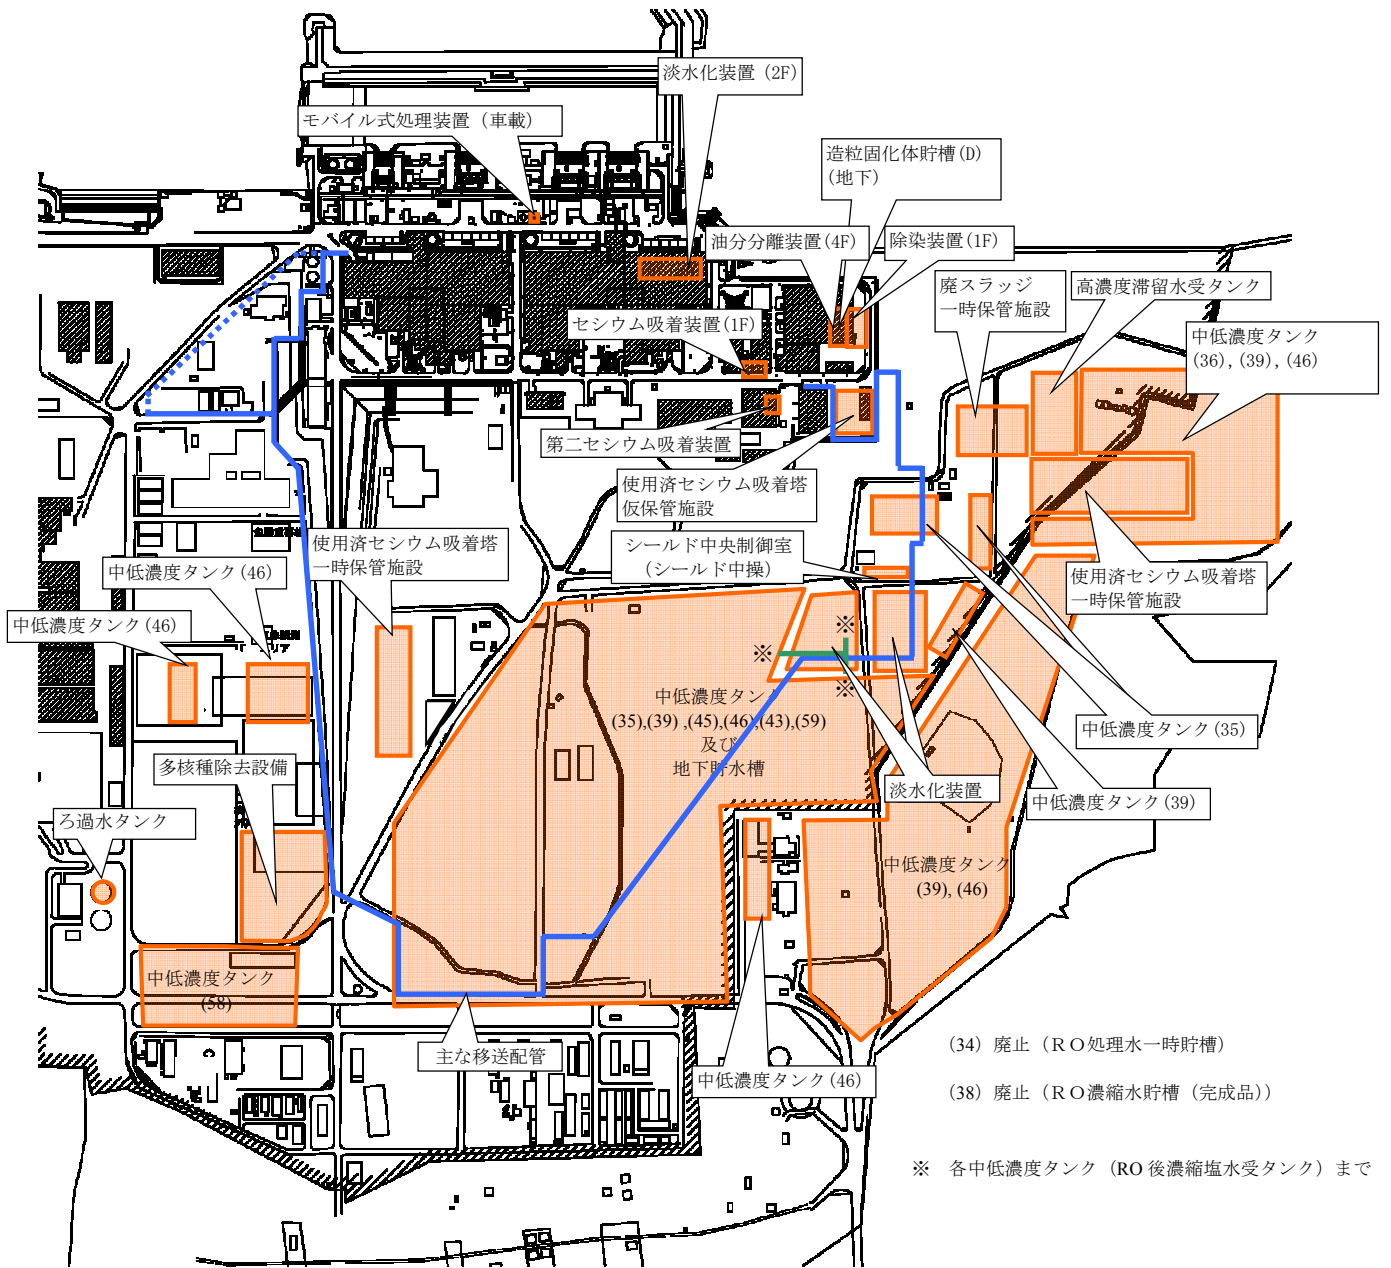 淡水化装置 (2F)
モバイル式処理装置（車載）
造粒固化体貯槽(D)
(地下)
油分分離装置(4F)
除染装置(1F)
廃スラッジ
一時保管施設
高濃度滞留水受タンク
セシウム吸着装置(1F)
中低濃度タンク
(36), (39), (46)
第二セシウム吸着装置
使用済セシウム吸着塔
仮保管施設
使用済セシウム吸着塔
一時保管施設
シールド中央制御室
（シールド中操）
中低濃度タンク(46)
使用済セシウム吸着塔
一時保管施設
中低濃度タンク(46)
※
※
※
中低濃度タンク
(35),(39) ,(45),(46),(43),(59)
及び
地下貯水槽
中低濃度タンク(35)
多核種除去設備
淡水化装置
中低濃度タンク(39)
ろ過水タンク
中低濃度タンク
(39), (46)
中低濃度タンク
(58)
主な移送配管
中低濃度タンク(46)
(34) 廃止（ＲＯ処理水一時貯槽）
(38) 廃止（ＲＯ濃縮水貯槽（完成品））
※ 各中低濃度タンク（RO 後濃縮塩水受タンク）まで